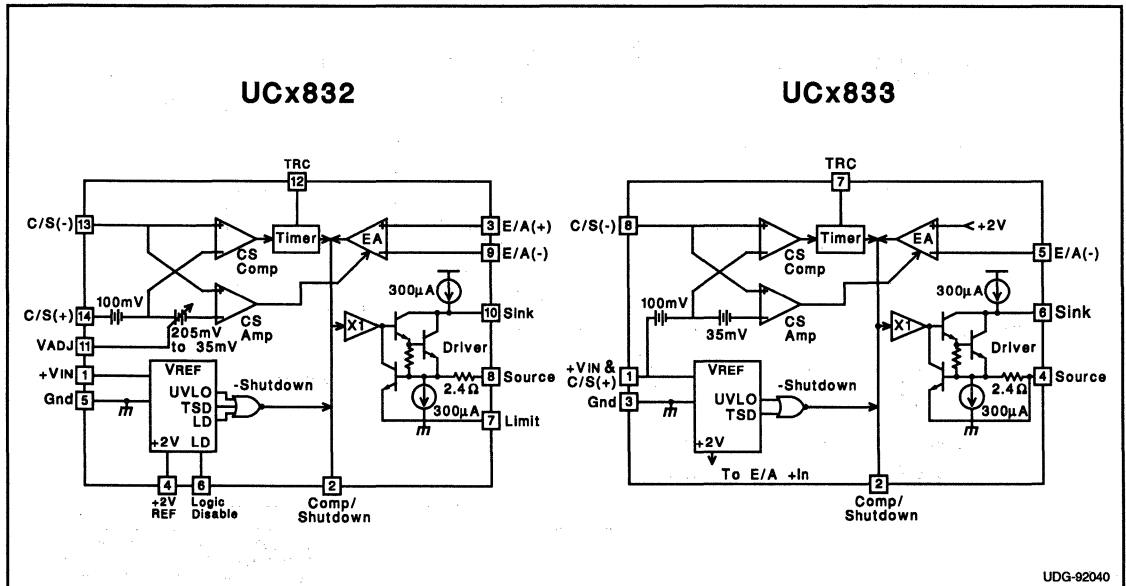 UCx832
UCx833
TRC
12
C/S(-) 13
CS
Comp
Timer
EA
3 E/A(+)
9 E/A(-)
100mV
C/S(+) 14
205mV
to 35mV
CS
Amp
300µA
10 Sink
VADJ 11
X1
Driver
+VIN 1
VREF
UVLO
TSD
LD
-Shutdown
Gnd 5
2.4Ω
8 Source
300µA
7 Limit
+2V LD
4
+2V
REF
6
Logic
Disable
2
Comp/
Shutdown
TRC
7
C/S(-) 8
CS
Comp
Timer
EA
+2V
5 E/A(-)
100mV
35mV
CS
Amp
300µA
6 Sink
X1
Driver
+VIN &
C/S(+) 1
VREF
UVLO
TSD
-Shutdown
Gnd 3
2.4Ω
4 Source
300µA
+2V
To E/A +In
2
Comp/
Shutdown
UDG-92040